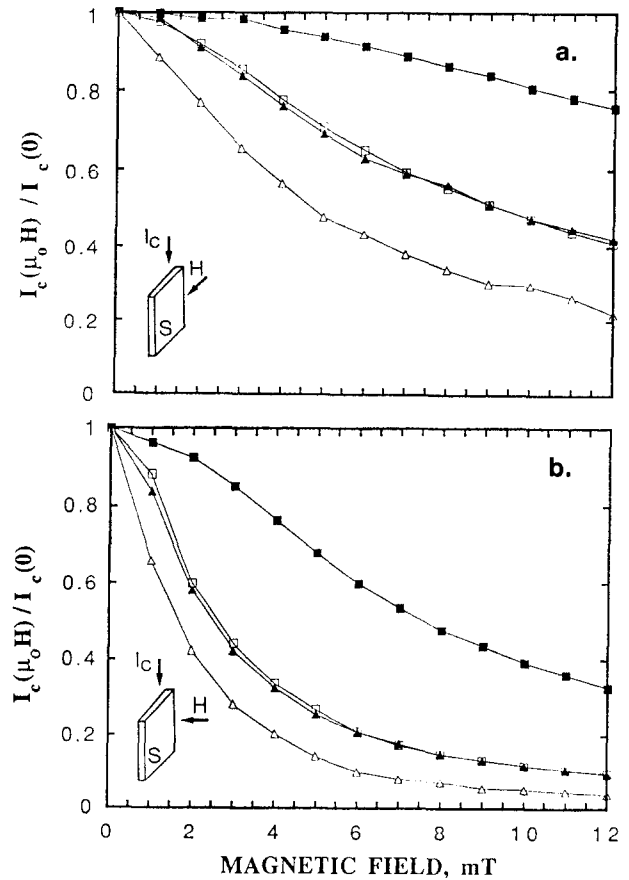 a.
I_c(μ_oH) / I_c(0)
1
0.8
0.6
0.4
0.2
0
I_C
H
S
b.
I_c(μ_oH) / I_c(0)
1
0.8
0.6
0.4
0.2
0
I_C
H
S
0 2 4 6 8 10 12
MAGNETIC FIELD, mT